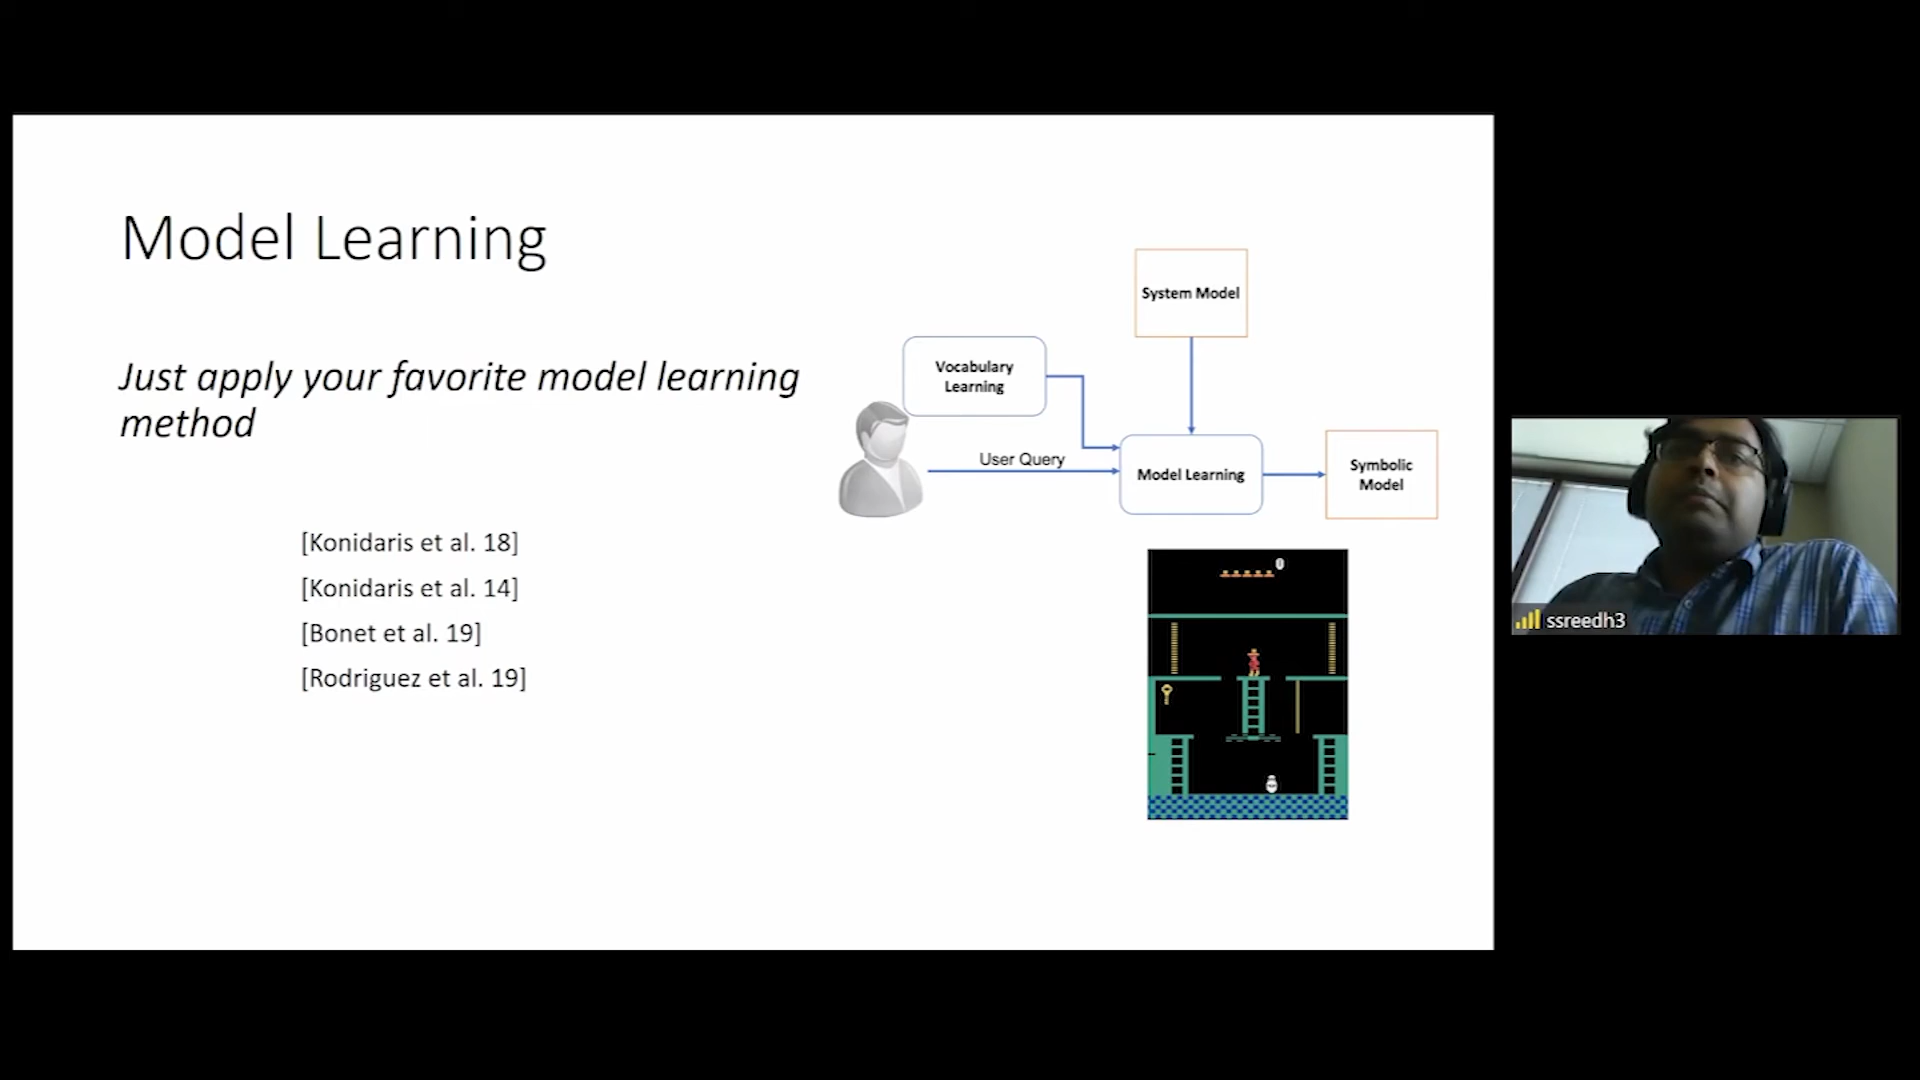 Model Learning
Just apply your favorite model learning
method
[Konidaris et al. 18]
[Konidaris et al. 14]
[Bonet et al. 19]
[Rodriguez et al. 19]
System Model
Vocabulary
Learning
User Query
Model Learning
Symbolic
Model
0
ssreedh3